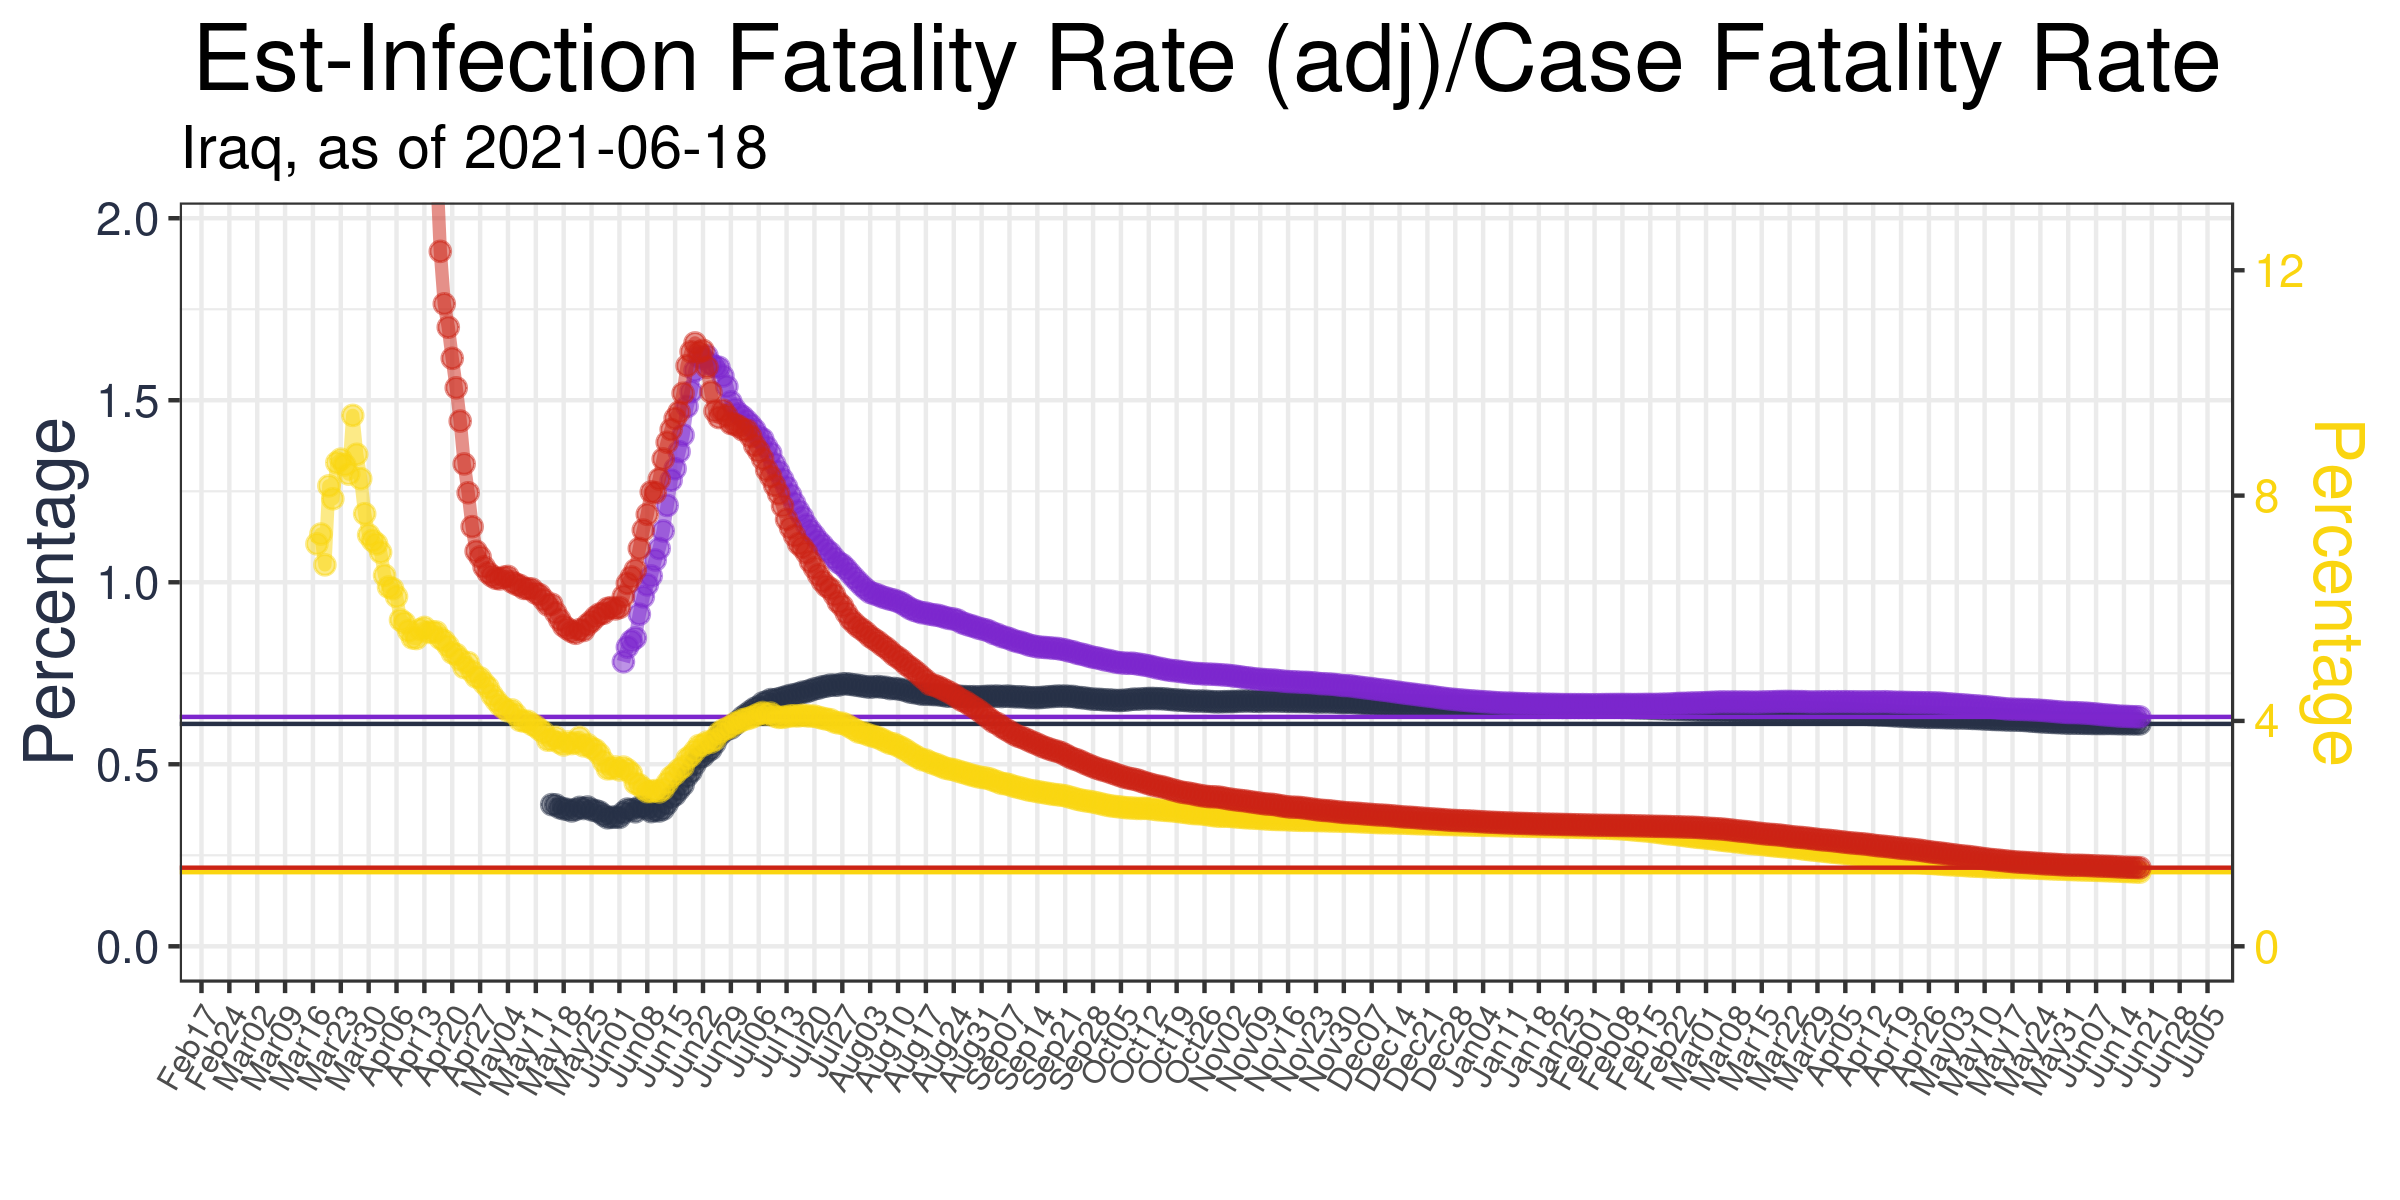 Est-Infection Fatality Rate (adj)/Case Fatality Rate
Iraq, as of 2021-06-18
Percentage
2.0
1.5
1.0
0.5
0.0
12
8
4
0
Percentage
Feb17 Feb24 Mar02 Mar09 Mar16 Mar23 Mar30 Apr06 Apr13 Apr20 Apr27 May04 May11 May18 May25 Jun01 Jun08 Jun15 Jun22 Jun29 Jul06 Jul13 Jul20 Jul27 Aug03 Aug10 Aug17 Aug24 Aug31 Sep07 Sep14 Sep21 Sep28 Oct05 Oct12 Oct19 Oct26 Nov02 Nov09 Nov16 Nov23 Nov30 Dec07 Dec14 Dec21 Dec28 Jan04 Jan11 Jan18 Jan25 Feb01 Feb08 Feb15 Feb22 Mar01 Mar08 Mar15 Mar22 Mar29 Apr05 Apr12 Apr19 Apr26 May03 May10 May17 May24 May31 Jun07 Jun14 Jun21 Jun28 Jul05